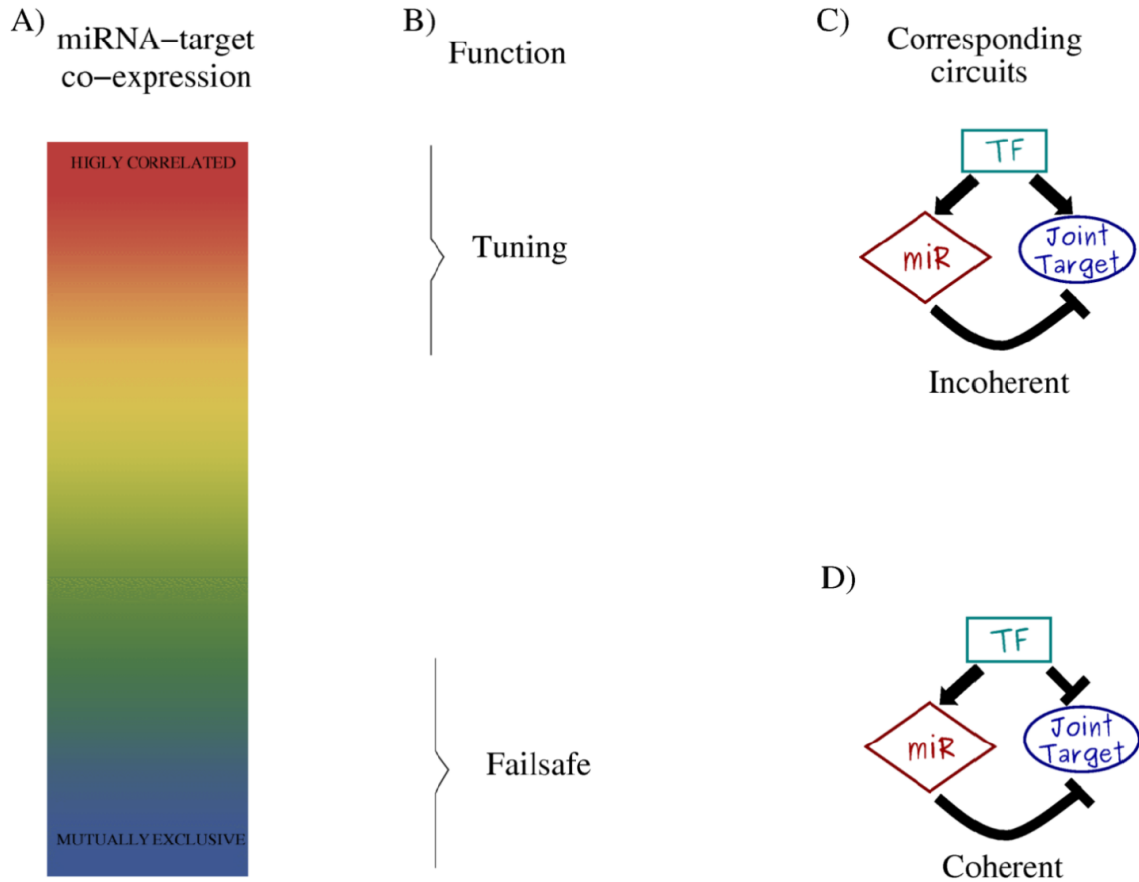 A)
miRNA–target
co–expression
HIGLY CORRELATED
MUTUALLY EXCLUSIVE
B)
Function
Tuning
Failsafe
C)
Corresponding
circuits
TF
miR
Joint
Target
Incoherent
D)
TF
miR
Joint
Target
Coherent